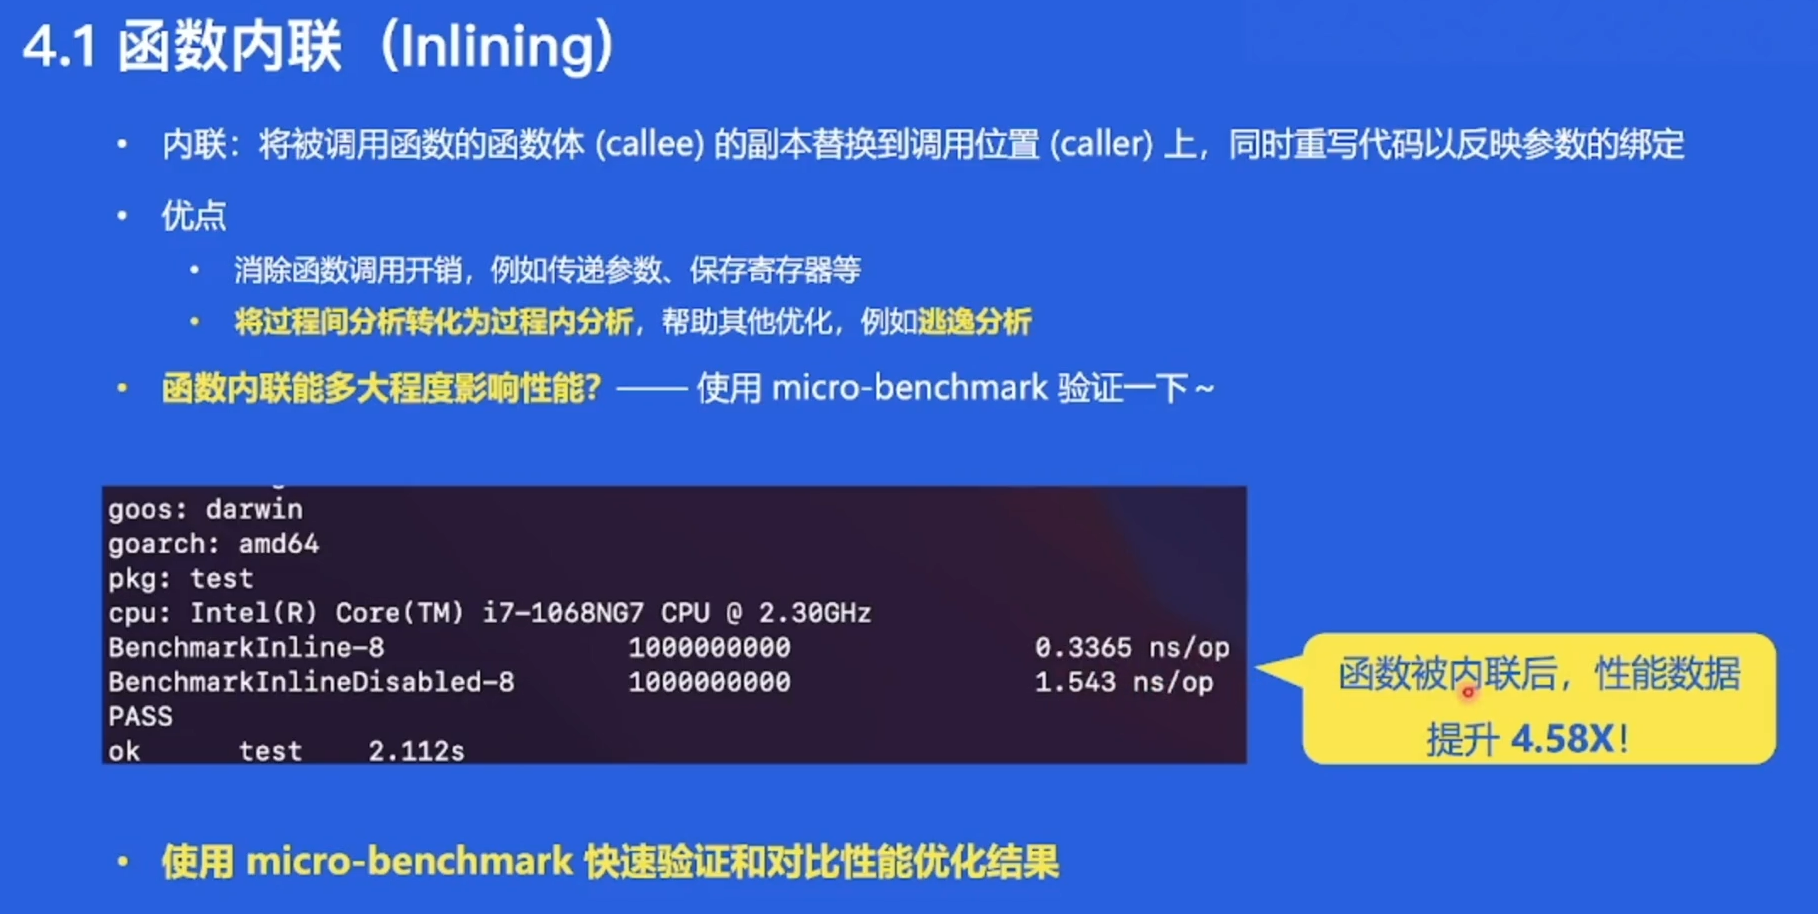 4.1 函数内联（Inlining）
• 内联：将被调用函数的函数体 (callee) 的副本替换到调用位置 (caller) 上，同时重写代码以反映参数的绑定
• 优点
• 消除函数调用开销，例如传递参数、保存寄存器等
• 将过程间分析转化为过程内分析，帮助其他优化，例如逃逸分析
• 函数内联能多大程度影响性能？—— 使用 micro-benchmark 验证一下~
goos: darwin
goarch: amd64
pkg: test
cpu: Intel(R) Core(TM) i7-1068NG7 CPU @ 2.30GHz
BenchmarkInline-8 1000000000 0.3365 ns/op
BenchmarkInlineDisabled-8 1000000000 1.543 ns/op
PASS
ok test 2.112s
函数被内联后，性能数据
提升 4.58X！
• 使用 micro-benchmark 快速验证和对比性能优化结果